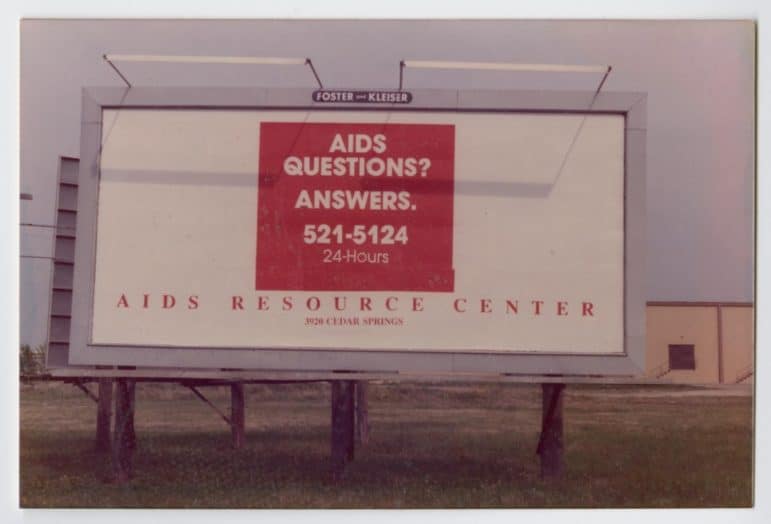 FOSTER and KLEISER
AIDS
QUESTIONS?
ANSWERS.
521-5124
24-Hours
AIDS RESOURCE CENTER
3920 CEDAR SPRINGS